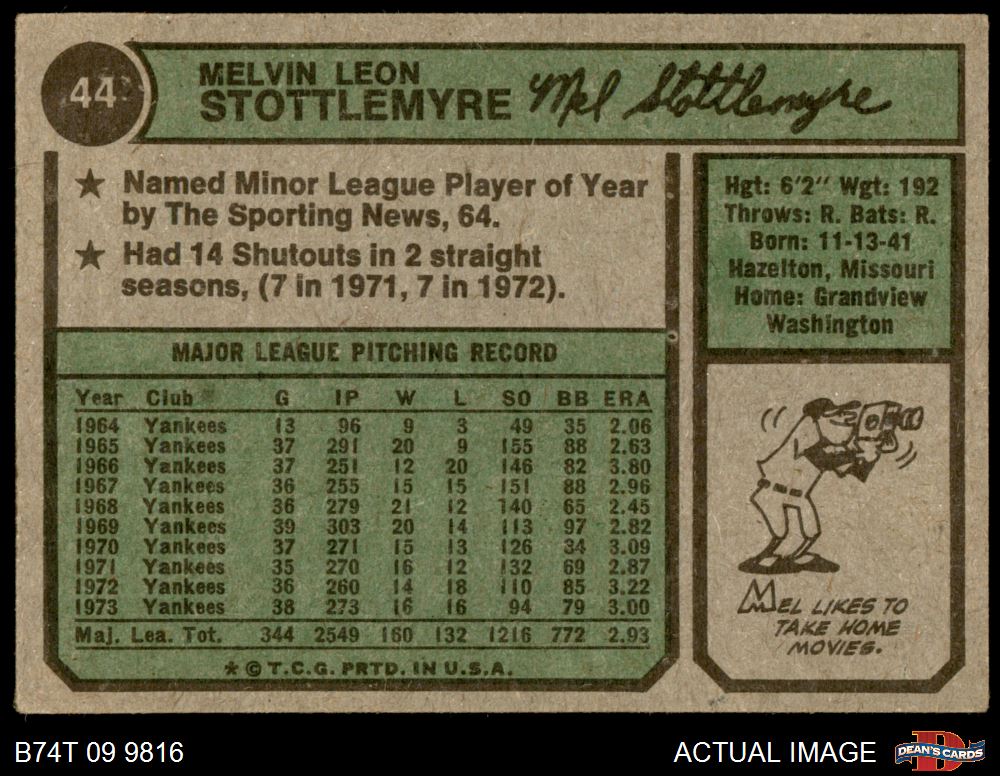 44
MELVIN LEON
STOTTLEMYRE Mel Stottlemyre
★ Named Minor League Player of Year
by The Sporting News, 64.
★ Had 14 Shutouts in 2 straight
seasons, (7 in 1971, 7 in 1972).
Hgt: 6'2" Wgt: 192
Throws: R. Bats: R.
Born: 11-13-41
Hazelton, Missouri
Home: Grandview
Washington
MAJOR LEAGUE PITCHING RECORD
Year Club G IP W L SO BB ERA
1964 Yankees 13 96 9 3 49 35 2.06
1965 Yankees 37 291 20 9 155 88 2.63
1966 Yankees 37 251 12 20 146 82 3.80
1967 Yankees 36 255 15 15 151 88 2.96
1968 Yankees 36 279 21 12 140 65 2.45
1969 Yankees 39 303 20 14 113 97 2.82
1970 Yankees 37 271 15 13 126 34 3.09
1971 Yankees 35 270 16 12 132 69 2.87
1972 Yankees 36 260 14 18 110 85 3.22
1973 Yankees 38 273 16 16 94 79 3.00
Maj. Lea. Tot. 344 2549 160 132 1216 772 2.93
★ © T.C.G. PRTD. IN U.S.A.
MEL LIKES TO
TAKE HOME
MOVIES.
B74T 09 9816
ACTUAL IMAGE
DEAN'S CARDS